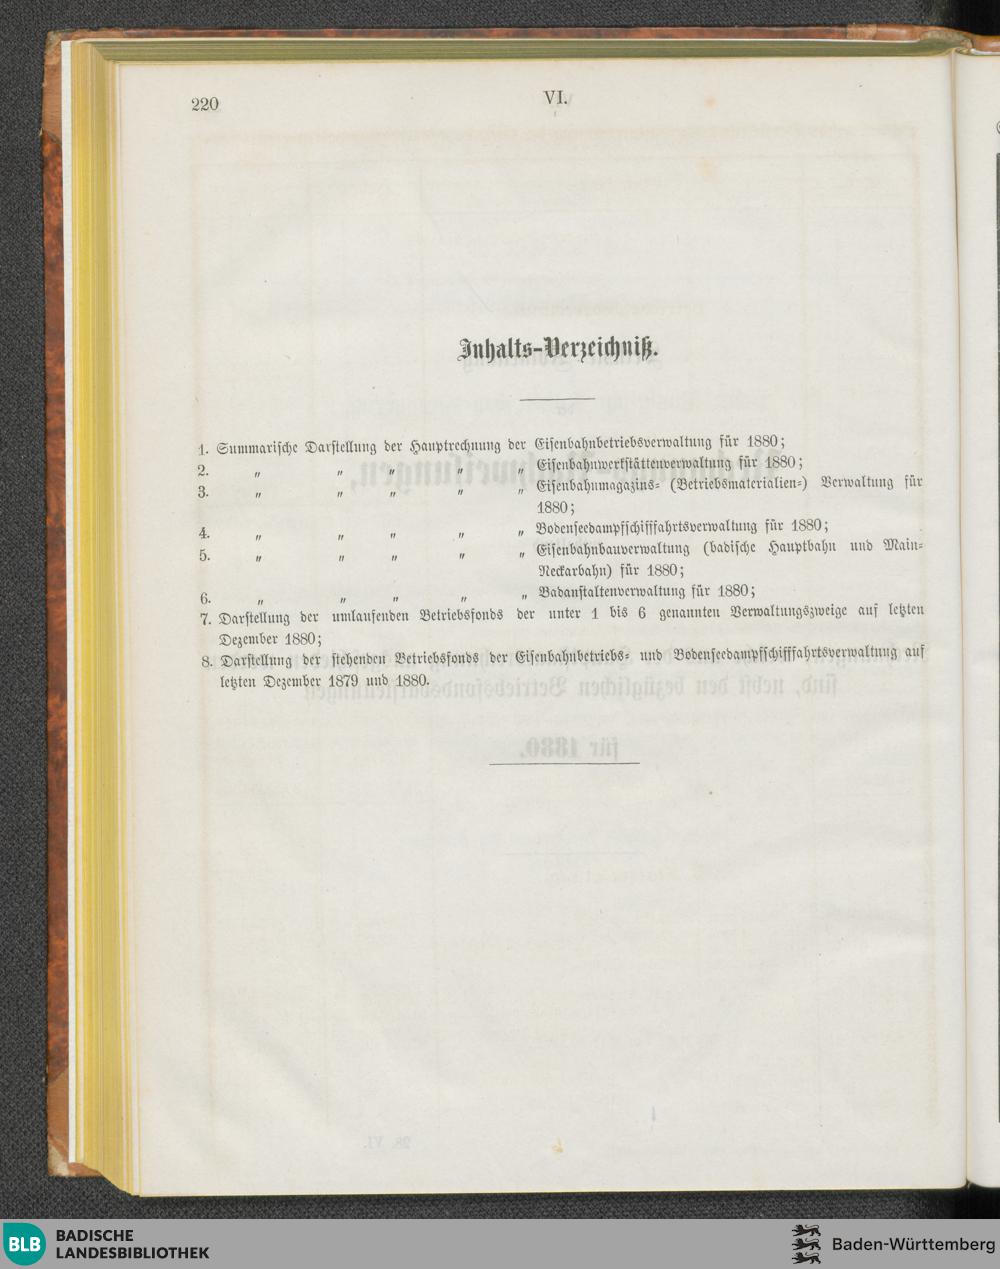 220
VI.
Inhalts-Verzeichniß.
1. Summarische Darstellung der Hauptrechnung der Eisenbahnbetriebsverwaltung für 1880;
2. „ „ „ „ „ Eisenbahnwerkstättenverwaltung für 1880;
3. „ „ „ „ „ Eisenbahnmagazins- (Betriebsmaterialien-) Verwaltung für
1880;
4. „ „ „ „ „ Bodenseedampfschifffahrtsverwaltung für 1880;
5. „ „ „ „ „ Eisenbahnbauverwaltung (badische Hauptbahn und Main-
Neckarbahn) für 1880;
6. „ „ „ „ „ Badanstaltenverwaltung für 1880;
7. Darstellung der umlaufenden Betriebsfonds der unter 1 bis 6 genannten Verwaltungszweige auf letzten
Dezember 1880;
8. Darstellung der stehenden Betriebsfonds der Eisenbahnbetriebs- und Bodenseedampfschifffahrtsverwaltung auf
letzten Dezember 1879 und 1880.
BLB BADISCHE
LANDESBIBLIOTHEK
Baden-Württemberg